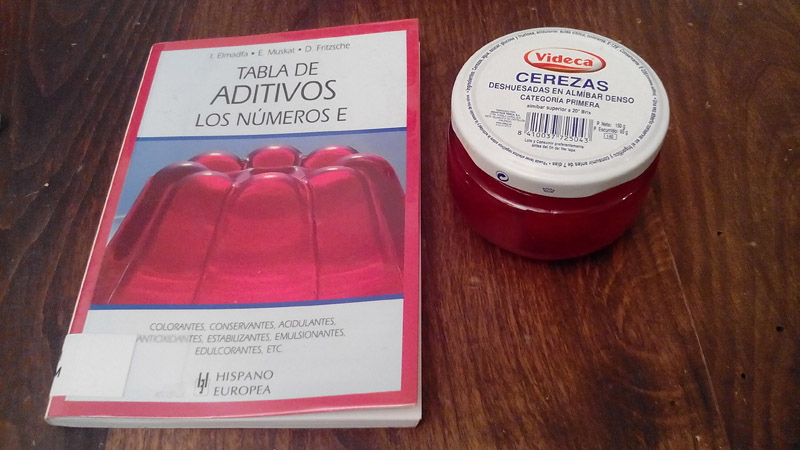 I. Elmadfa • E. Muskat • D. Fritzsche
TABLA DE
ADITIVOS
LOS NÚMEROS E
COLORANTES, CONSERVANTES, ACIDULANTES,
ANTIOXIDANTES, ESTABILIZANTES, EMULSIONANTES.
EDULCORANTES, ETC
HISPANO
EUROPEA
Videca
CEREZAS
DESHUESADAS EN ALMÍBAR DENSO
CATEGORÍA PRIMERA
almíbar superior a 20° Brix
8 410037 725043